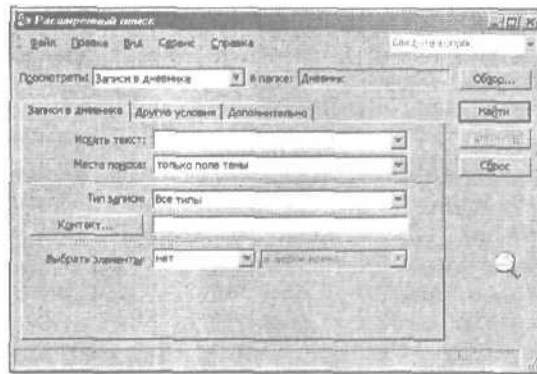 Расширенный поиск
Файл Правка Вид Сервис Справка
Просмотреть: Записи в дневнике в папке: Дневник Обзор...
Записи в дневнике Другие условия Дополнительно Найти
Искать текст:
Место поиска: только поле темы Сброс
Тип записи: Все типы
Контакт...
Выбрать элементы: нет